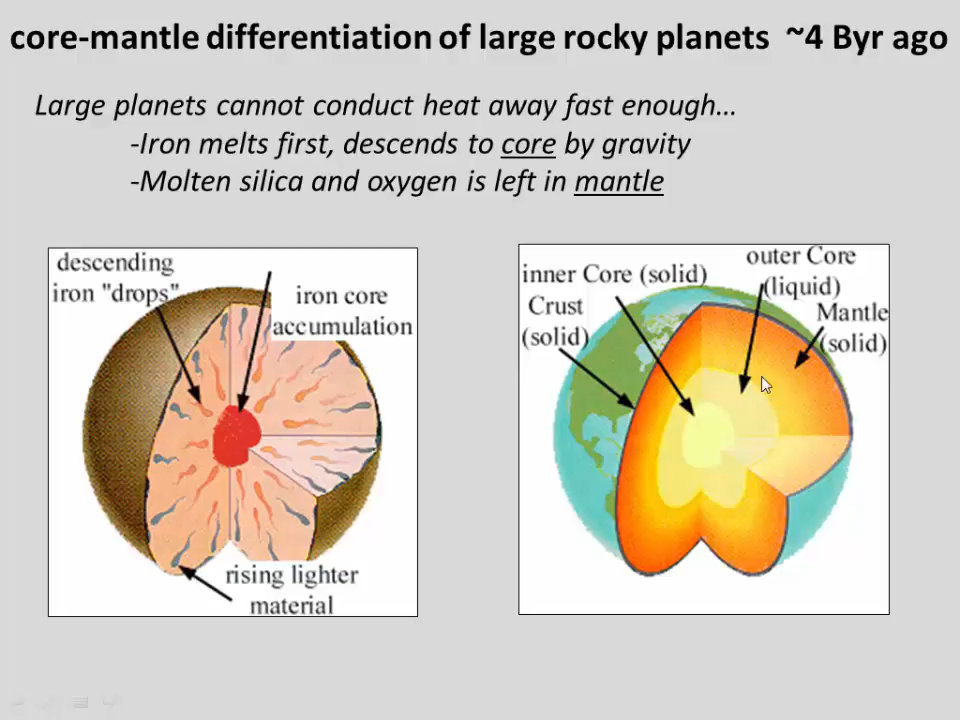 core-mantle differentiation of large rocky planets ~4 Byr ago
Large planets cannot conduct heat away fast enough…
-Iron melts first, descends to core by gravity
-Molten silica and oxygen is left in mantle
descending
iron "drops"
iron core
accumulation
rising lighter
material
inner Core (solid)
outer Core
(liquid)
Crust
(solid)
Mantle
(solid)